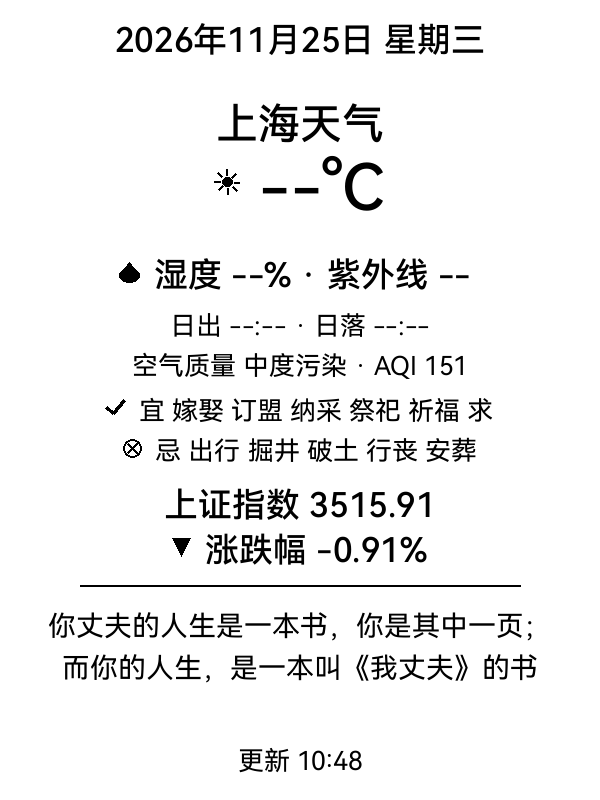 2026年11月25日 星期三
上海天气
--°C
湿度 --% · 紫外线 --
日出 --:-- · 日落 --:--
空气质量 中度污染 · AQI 151
宜 嫁娶 订盟 纳采 祭祀 祈福 求
忌 出行 掘井 破土 行丧 安葬
上证指数 3515.91
▼ 涨跌幅 -0.91%
你丈夫的人生是一本书，你是其中一页；
而你的人生，是一本叫《我丈夫》的书
更新 10:48